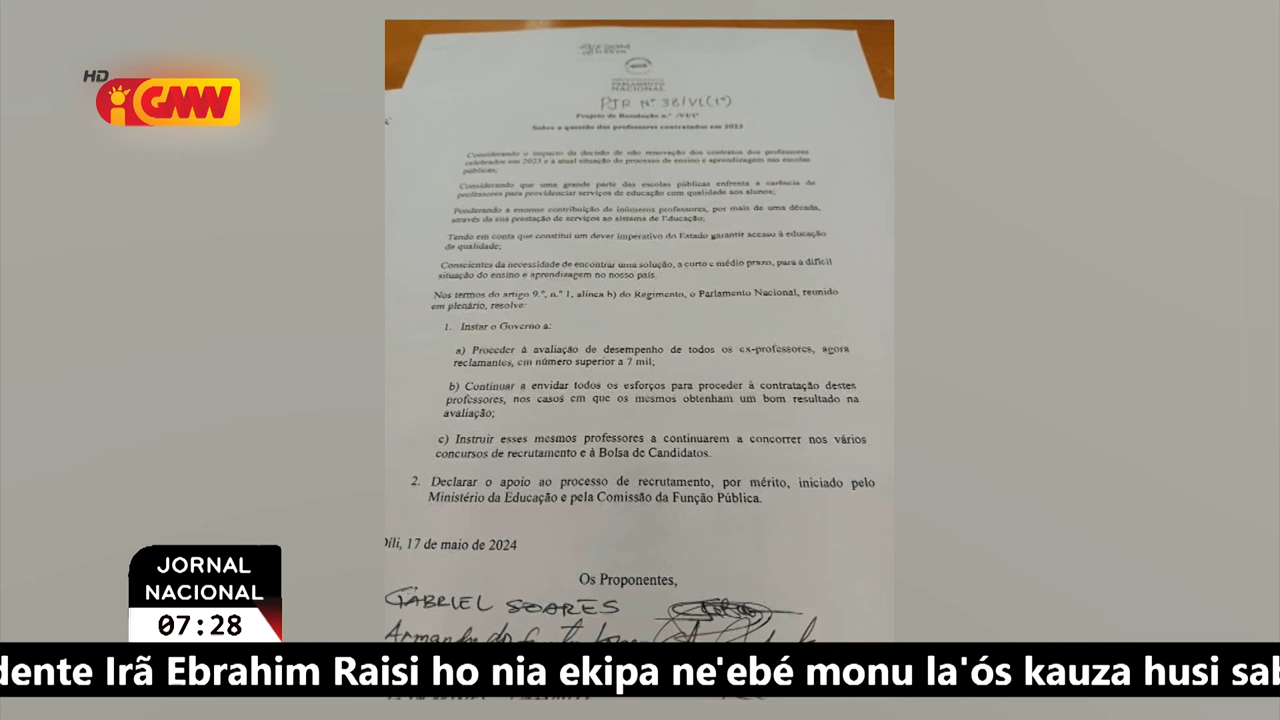 HD
GMN
PARLAMENTO
NACIONAL
PJR Nº 38/VI(1ª)
Projeto de Resolução n.º /VI/1ª
Sobre a questão dos professores contratados em 2023
Considerando o impacto da decisão de não renovação dos contratos dos professores
celebrados em 2023 e a atual situação do processo de ensino e aprendizagem nas escolas
públicas;
Considerando que uma grande parte das escolas públicas enfrenta a carência de
professores para providenciar serviços de educação com qualidade aos alunos;
Ponderando a enorme contribuição de inúmeros professores, por mais de uma década,
através da sua prestação de serviços ao sistema de Educação;
Tendo em conta que constitui um dever imperativo do Estado garantir acesso à educação
de qualidade;
Conscientes da necessidade de encontrar uma solução, a curto e médio prazo, para a difícil
situação do ensino e aprendizagem no nosso país.
Nos termos do artigo 9.º, n.º 1, alínea h) do Regimento, o Parlamento Nacional, reunido
em plenário, resolve:
1. Instar o Governo a:
a) Proceder à avaliação de desempenho de todos os ex-professores, agora
reclamantes, em número superior a 7 mil;
b) Continuar a envidar todos os esforços para proceder à contratação destes
professores, nos casos em que os mesmos obtenham um bom resultado na
avaliação;
c) Instruir esses mesmos professores a continuarem a concorrer nos vários
concursos de recrutamento e à Bolsa de Candidatos.
2. Declarar o apoio ao processo de recrutamento, por mérito, iniciado pelo
Ministério da Educação e pela Comissão da Função Pública.
Díli, 17 de maio de 2024
Os Proponentes,
GABRIEL SOARES
JORNAL
NACIONAL
07:28
dente Irã Ebrahim Raisi ho nia ekipa ne'ebé monu la'ós kauza husi sab